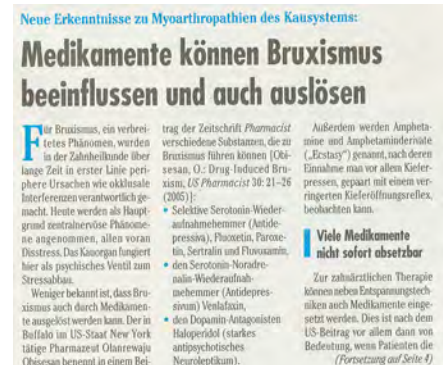 Neue Erkenntnisse zu Myoarthropathien des Kausystems:
Medikamente können Bruxismus
beeinflussen und auch auslösen
Für Bruxismus, ein verbrei-
tetes Phänomen, wurden
in der Zahnheilkunde über
lange Zeit in erster Linie peri-
phere Ursachen wie okklusale
Interferenzen verantwortlich ge-
macht. Heute werden als Haupt-
grund zentralnervöse Phänome-
ne angenommen, allen voran
Disstress. Das Kauorgan fungiert
hier als psychisches Ventil zum
Stressabbau.
Weniger bekannt ist, dass Bru-
xismus auch durch Medikamen-
te ausgelöst werden kann. Der in
Buffalo im US-Staat New York
tätige Pharmazeut Olanrewaju
Obisesan benennt in einem Bei-
trag der Zeitschrift Pharmacist
verschiedene Substanzen, die zu
Bruxismus führen können [Obi-
sesan, O.: Drug-Induced Bru-
xism; US Pharmacist 30: 21–26
(2005)]:
• Selektive Serotonin-Wieder-
aufnahmehemmer (Antide-
pressiva), Fluoxetin, Paroxe-
tin, Sertralin und Fluvoxamin,
• den Serotonin-Noradre-
nalin-Wiederaufnah-
mehemmer (Antidepres-
sivum) Venlafaxin,
• den Dopamin-Antagonisten
Haloperidol (starkes
antipsychotisches
Neuroleptikum).
Außerdem werden Ampheta-
mine und Amphetaminderivate
(„Ecstasy“) genannt, nach deren
Einnahme man vor allem Kiefer-
pressen, gepaart mit einem ver-
ringerten Kieferöffnungsreflex,
beobachten kann.
Viele Medikamente
nicht sofort absetzbar
Zur zahnärztlichen Therapie
können neben Entspannungstech-
niken auch Medikamente einge-
setzt werden. Dies ist nach dem
US-Beitrag vor allem dann von
Bedeutung, wenn Patienten die
(Fortsetzung auf Seite 4)